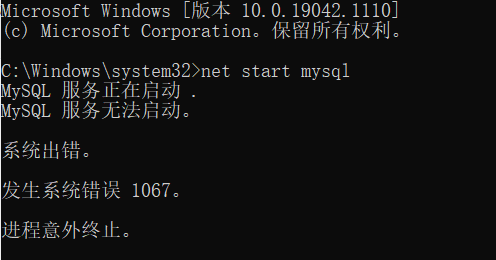 Microsoft Windows [版本 10.0.19042.1110]
(c) Microsoft Corporation。保留所有权利。
C:\Windows\system32>net start mysql
MySQL 服务正在启动 .
MySQL 服务无法启动。
系统出错。
发生系统错误 1067。
进程意外终止。